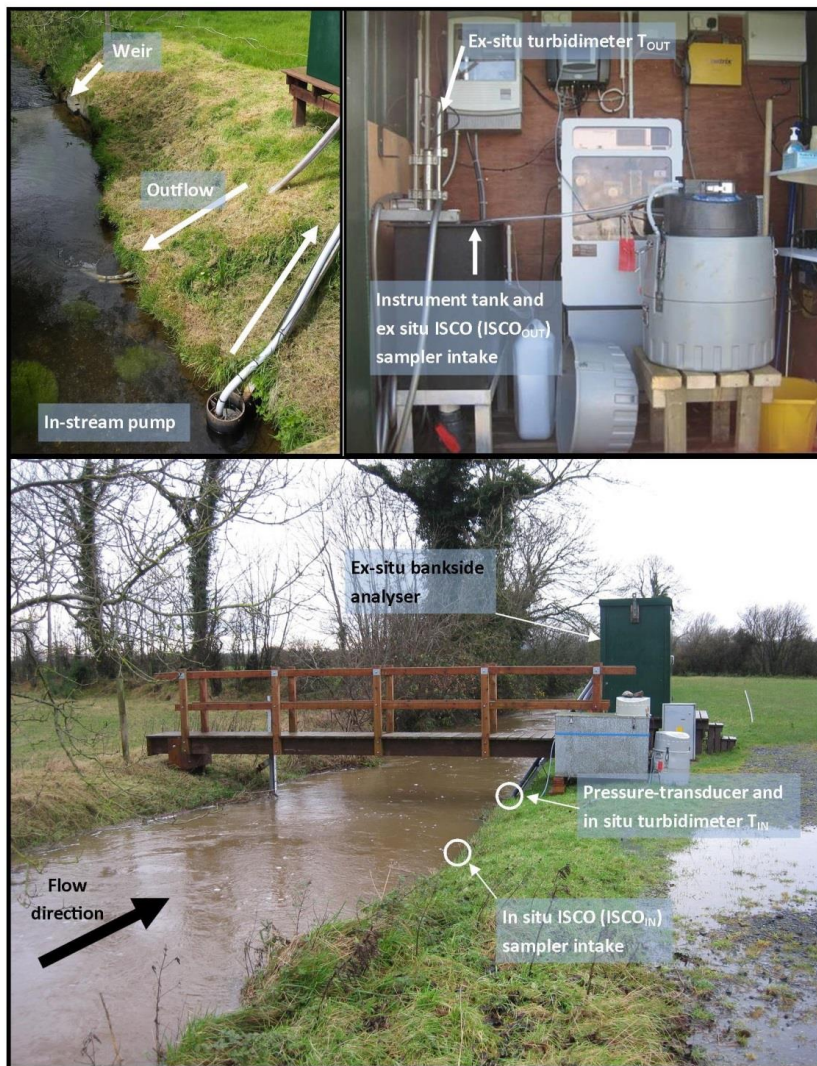 Weir
Outflow
In-stream pump
Ex-situ turbidimeter TOUT
Instrument tank and
ex situ ISCO (ISCOOUT)
sampler intake
Ex-situ bankside
analyser
Pressure-transducer and
in situ turbidimeter TIN
In situ ISCO (ISCOIN)
sampler intake
Flow
direction